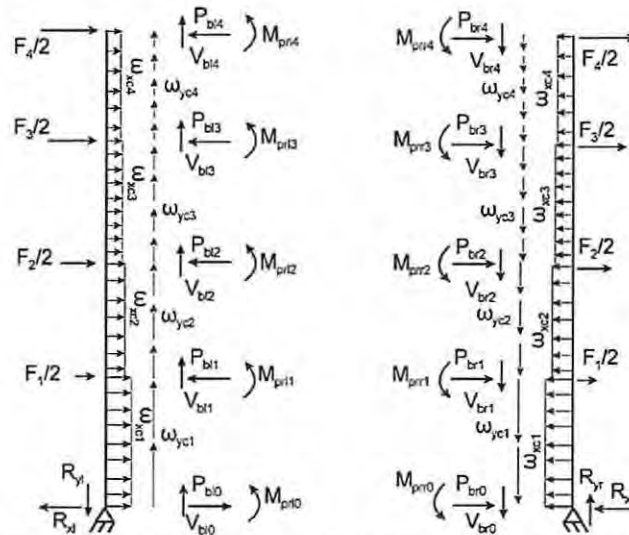 F₄/2
ω_xc4
P_bl4
V_bl4
M_prl4
ω_yc4
F₃/2
ω_xc3
P_bl3
V_bl3
M_prl3
ω_yc3
F₂/2
ω_xc2
P_bl2
V_bl2
M_prl2
ω_yc2
F₁/2
ω_xc1
P_bl1
V_bl1
M_prl1
ω_yc1
R_yl
R_xl
P_bl0
V_bl0
M_prl0
M_prr4
P_br4
V_br4
ω_yc4
ω_xc4
F₄/2
M_prr3
P_br3
V_br3
ω_yc3
ω_xc3
F₃/2
M_prr2
P_br2
V_br2
ω_yc2
ω_xc2
F₂/2
M_prr1
P_br1
V_br1
ω_yc1
ω_xc1
F₁/2
M_prr0
P_br0
V_br0
R_yr